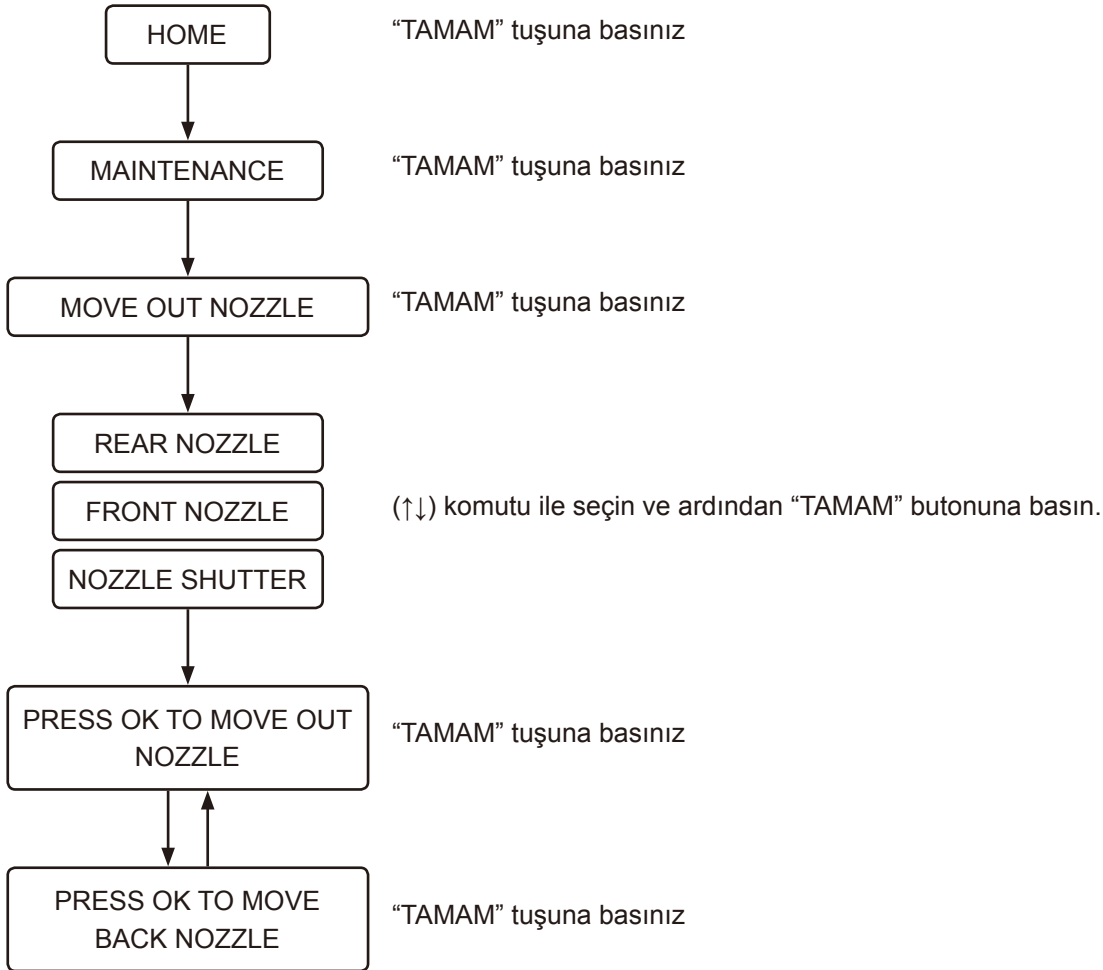 HOME
“TAMAM” tuşuna basınız
MAINTENANCE
“TAMAM” tuşuna basınız
MOVE OUT NOZZLE
“TAMAM” tuşuna basınız
REAR NOZZLE
FRONT NOZZLE
(↑↓) komutu ile seçin ve ardından “TAMAM” butonuna basın.
NOZZLE SHUTTER
PRESS OK TO MOVE OUT
NOZZLE
“TAMAM” tuşuna basınız
PRESS OK TO MOVE
BACK NOZZLE
“TAMAM” tuşuna basınız